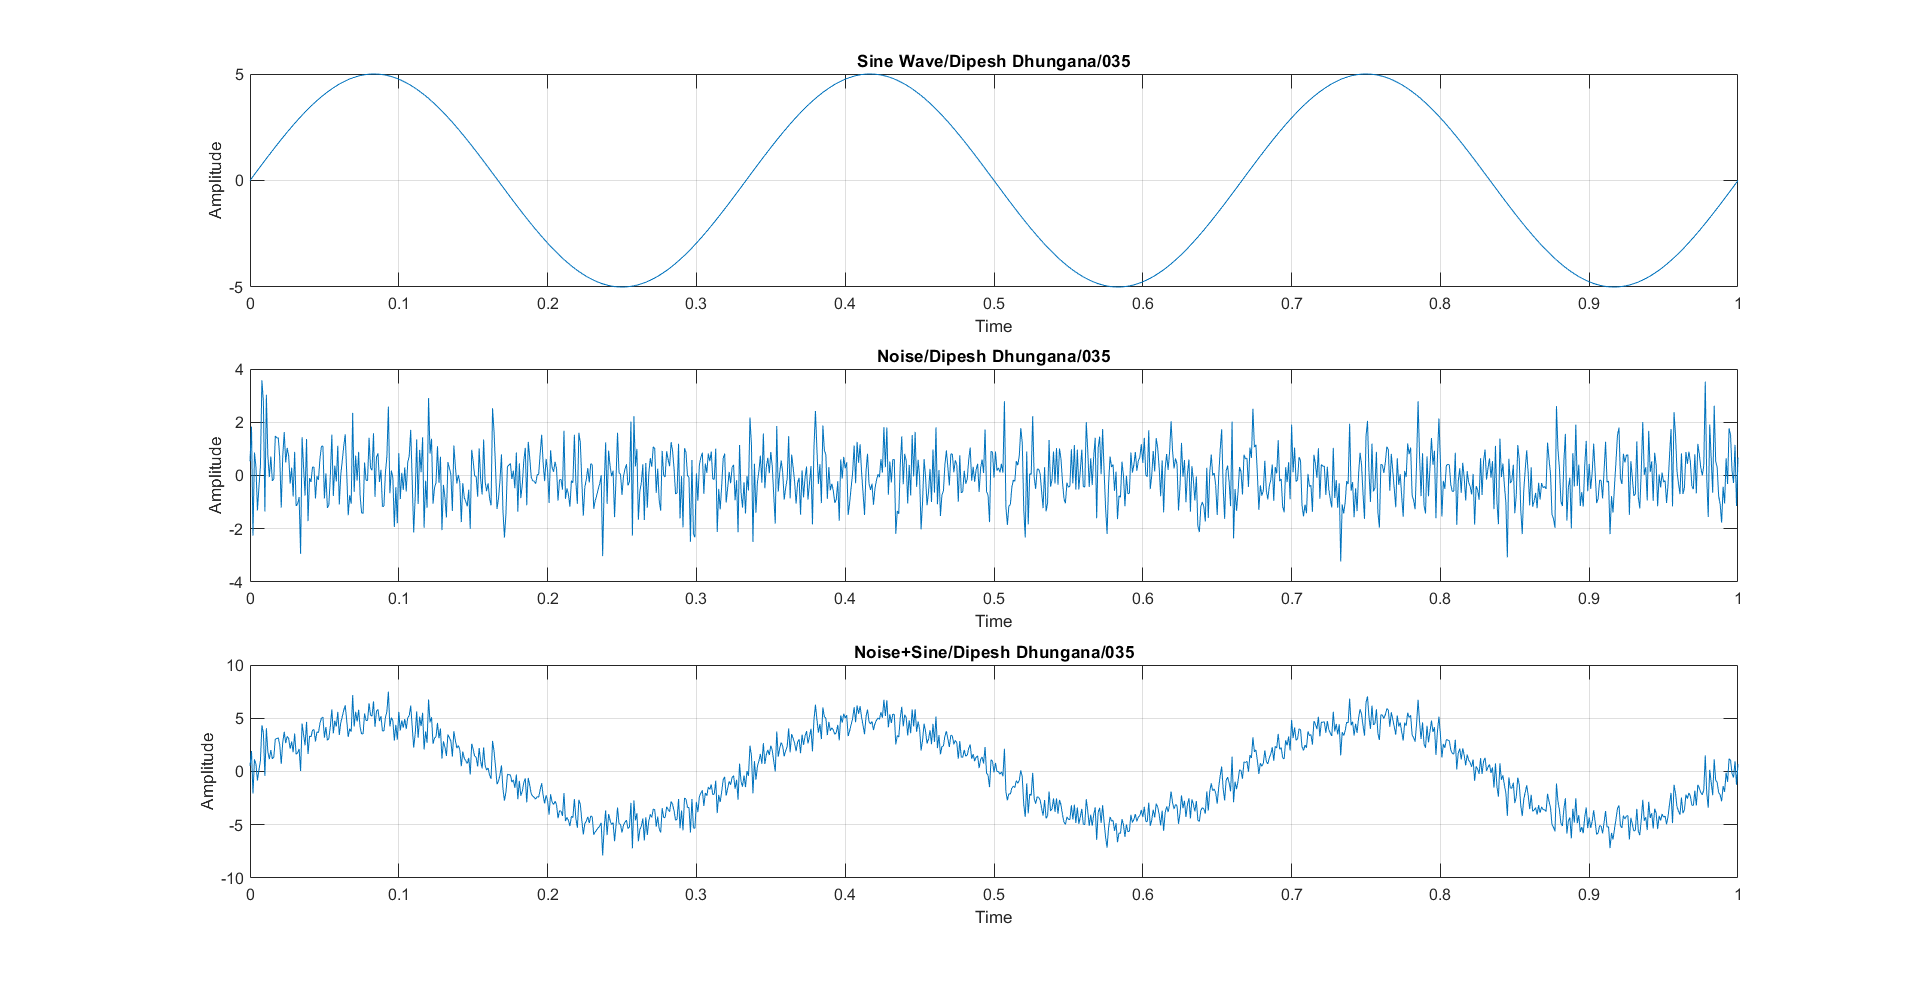 Sine Wave/Dipesh Dhungana/035
5
0
-5
Amplitude
0 0.1 0.2 0.3 0.4 0.5 0.6 0.7 0.8 0.9 1
Time
Noise/Dipesh Dhungana/035
4
2
0
-2
-4
Amplitude
0 0.1 0.2 0.3 0.4 0.5 0.6 0.7 0.8 0.9 1
Time
Noise+Sine/Dipesh Dhungana/035
10
5
0
-5
-10
Amplitude
0 0.1 0.2 0.3 0.4 0.5 0.6 0.7 0.8 0.9 1
Time